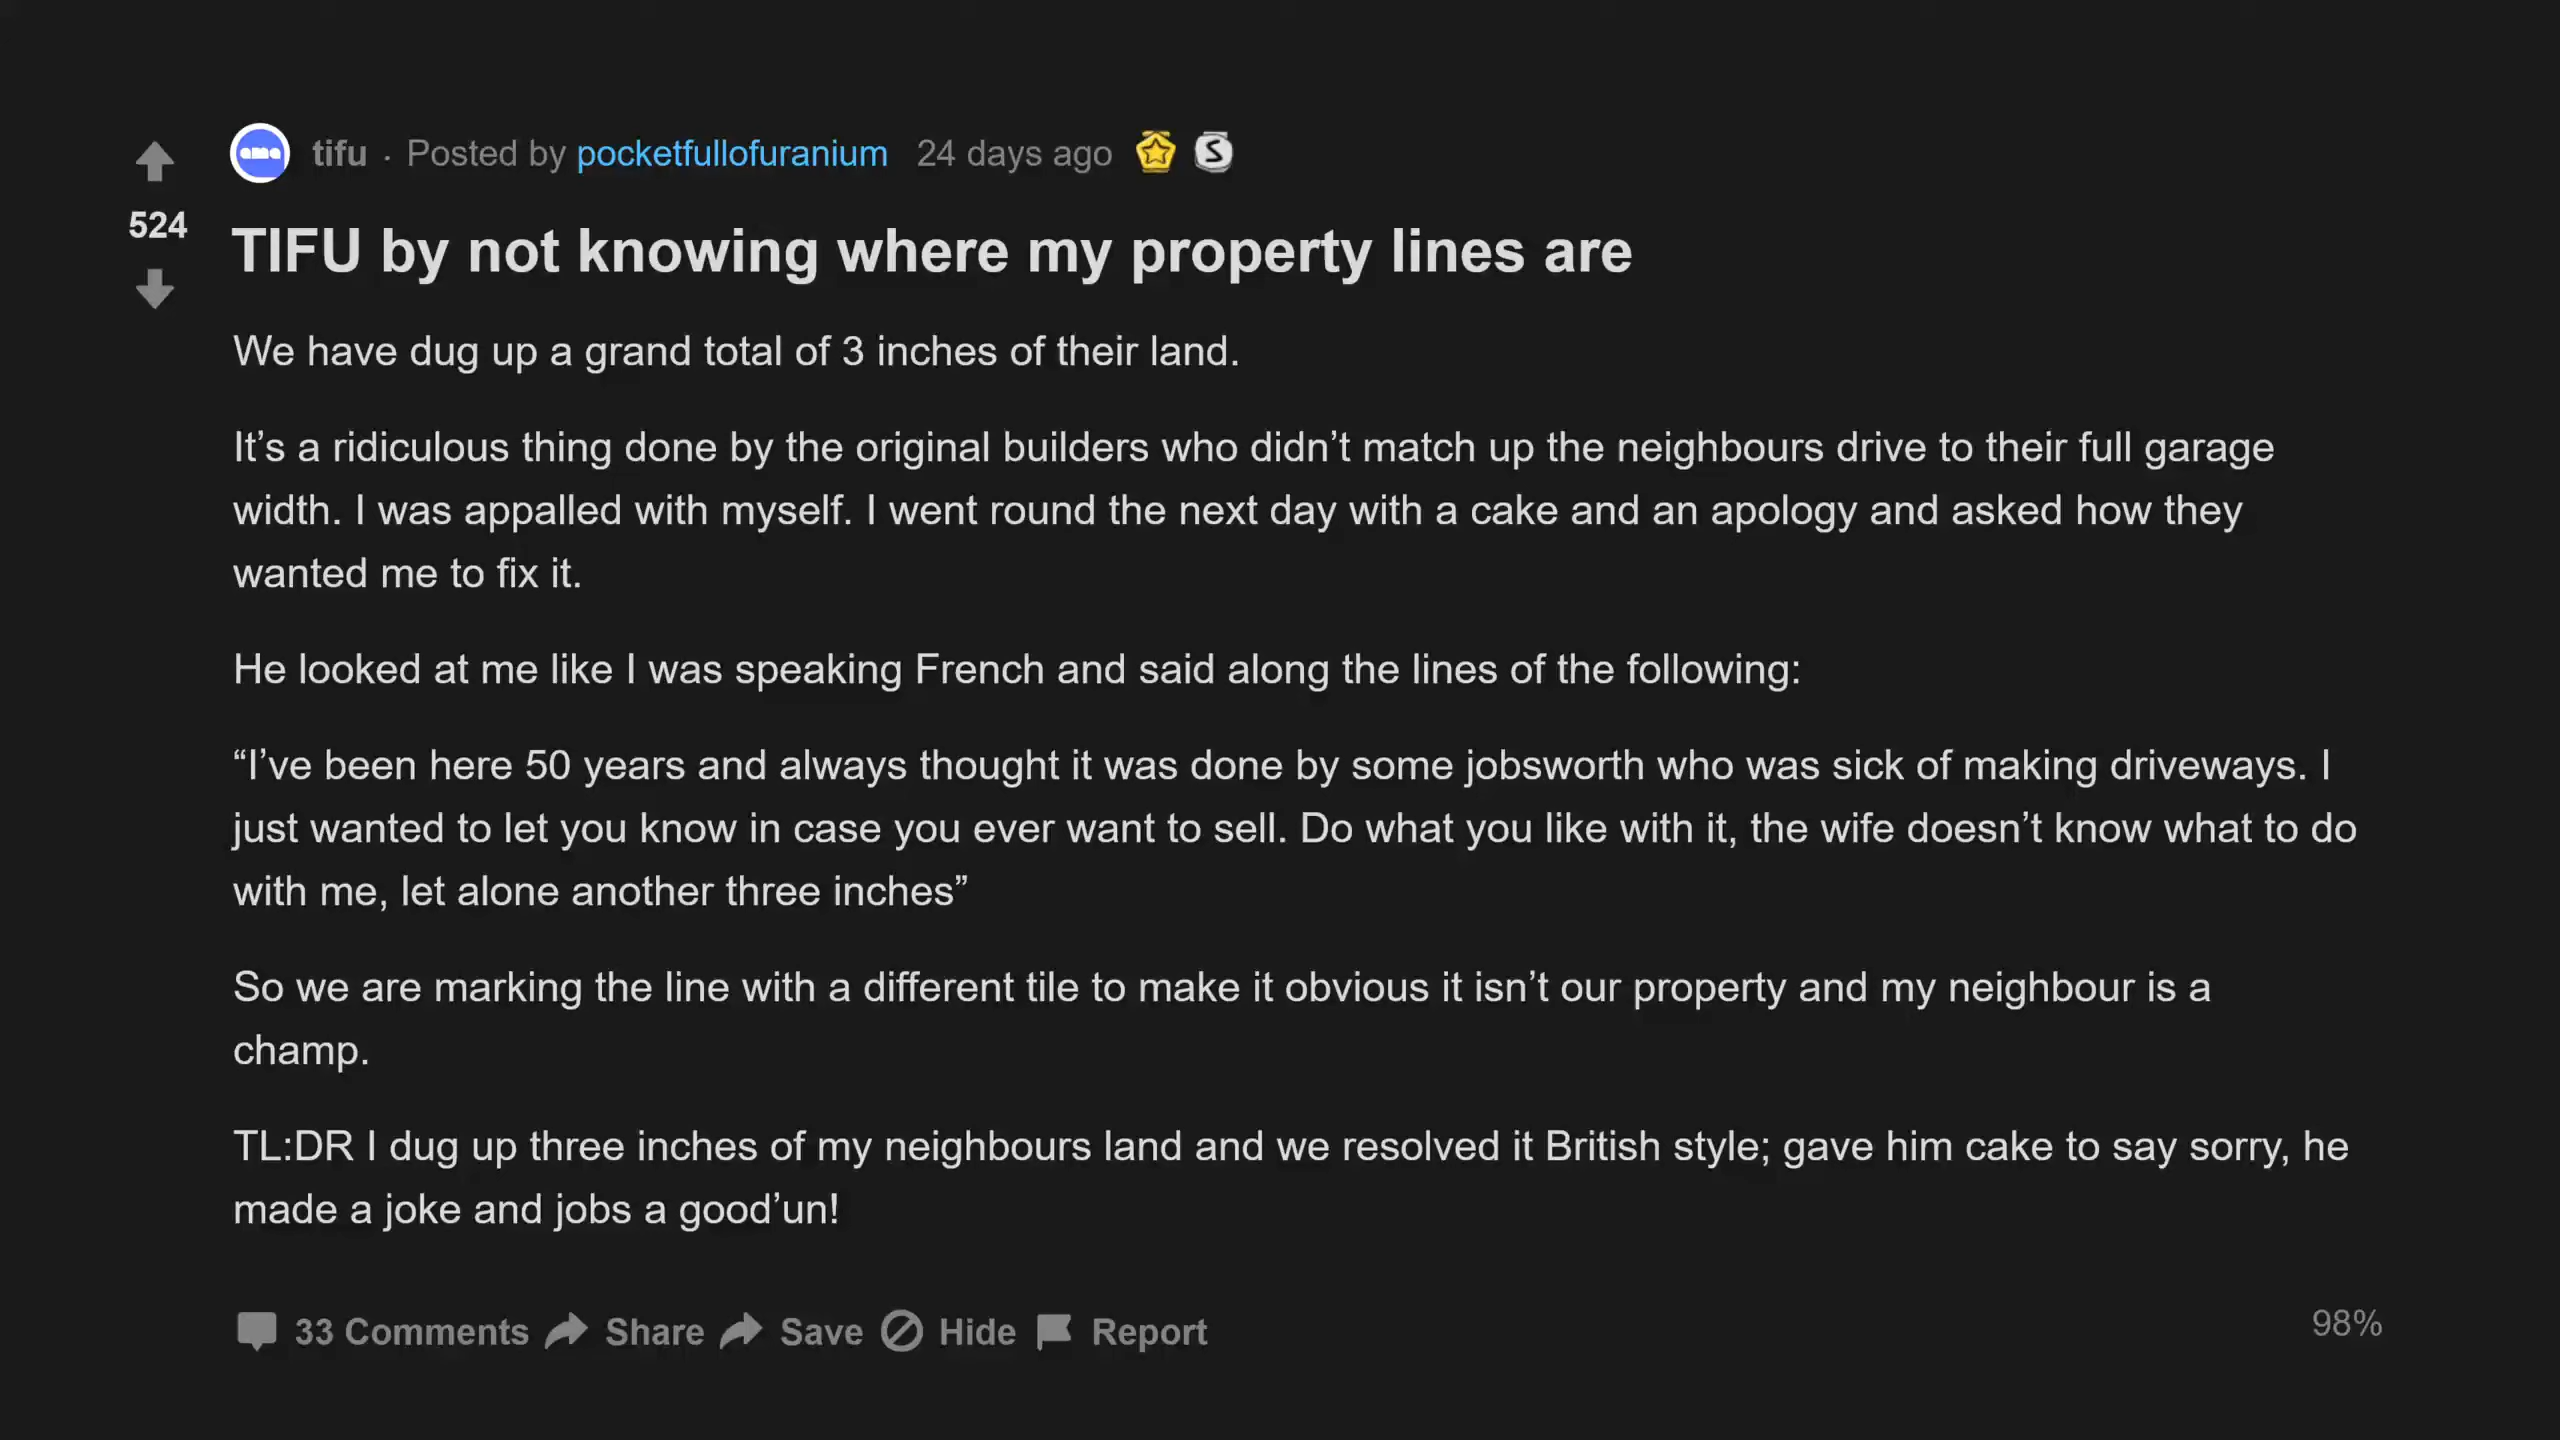 tifu · Posted by pocketfullofuranium 24 days ago
524
TIFU by not knowing where my property lines are
We have dug up a grand total of 3 inches of their land.
It’s a ridiculous thing done by the original builders who didn’t match up the neighbours drive to their full garage
width. I was appalled with myself. I went round the next day with a cake and an apology and asked how they
wanted me to fix it.
He looked at me like I was speaking French and said along the lines of the following:
“I’ve been here 50 years and always thought it was done by some jobsworth who was sick of making driveways. I
just wanted to let you know in case you ever want to sell. Do what you like with it, the wife doesn’t know what to do
with me, let alone another three inches”
So we are marking the line with a different tile to make it obvious it isn’t our property and my neighbour is a
champ.
TL:DR I dug up three inches of my neighbours land and we resolved it British style; gave him cake to say sorry, he
made a joke and jobs a good’un!
33 Comments Share Save Hide Report
98%